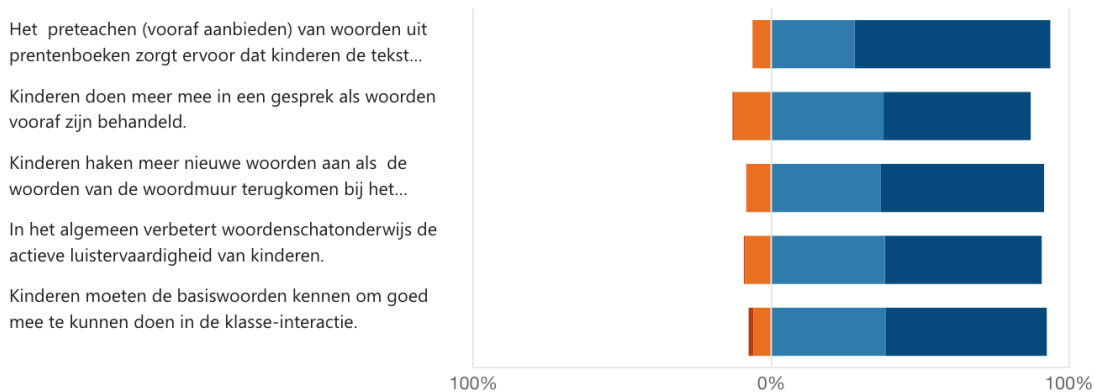 Het  preteachen (vooraf aanbieden) van woorden uit
prentenboeken zorgt ervoor dat kinderen de tekst...
Kinderen doen meer mee in een gesprek als woorden
vooraf zijn behandeld.
Kinderen haken meer nieuwe woorden aan als  de
woorden van de woordmuur terugkomen bij het...
In het algemeen verbetert woordenschatonderwijs de
actieve luistervaardigheid van kinderen.
Kinderen moeten de basiswoorden kennen om goed
mee te kunnen doen in de klasse-interactie.
100% 0% 100%